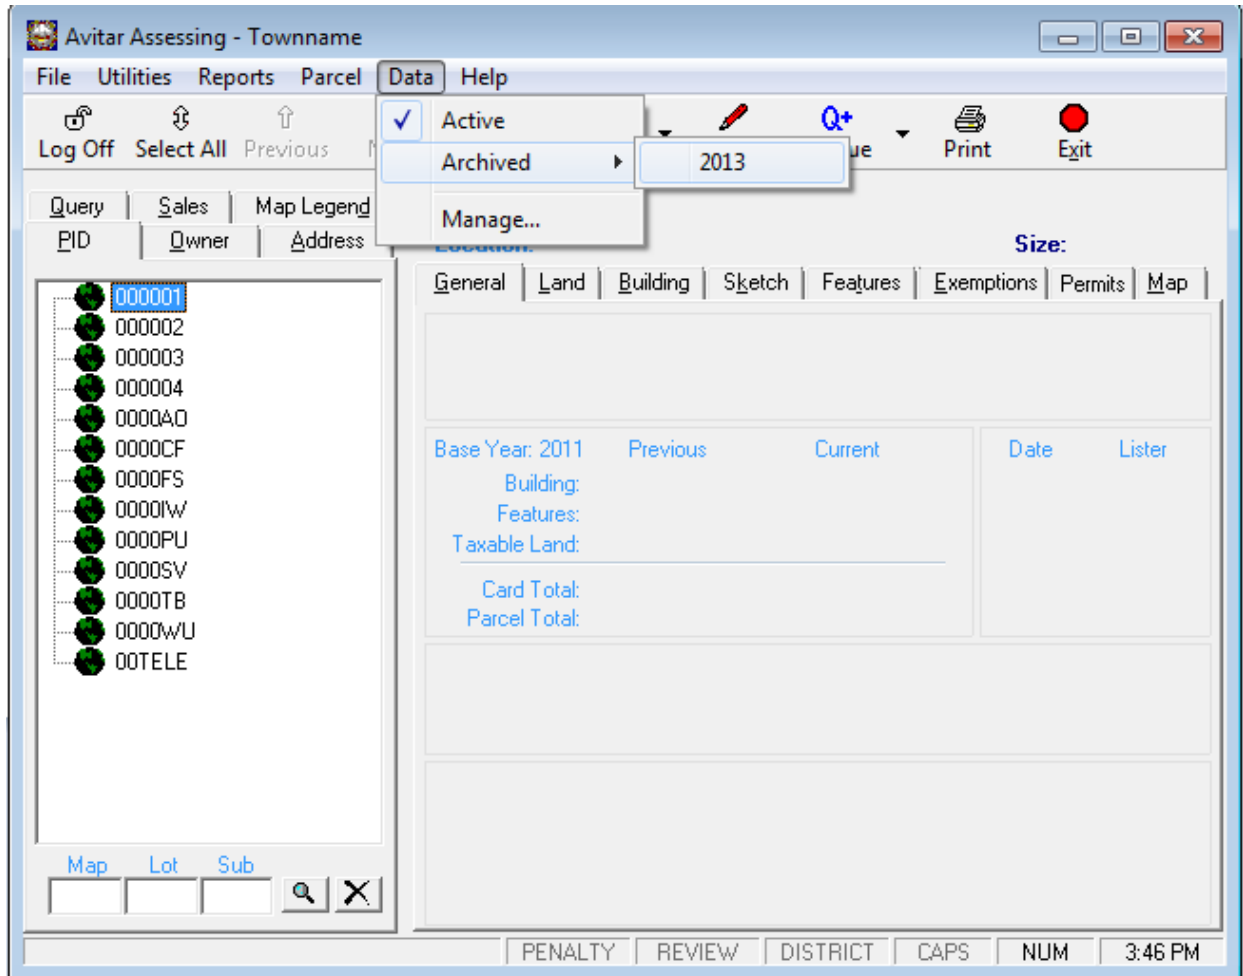 Avitar Assessing - Townname
File Utilities Reports Parcel Data Help
Log Off Select All Previous Print Exit
Active
Archived 2013
Manage...
Query Sales Map Legend
PID Owner Address
Size:
General Land Building Sketch Features Exemptions Permits Map
000001
000002
000003
000004
0000AO
0000CF
0000FS
0000IW
0000PU
0000SV
0000TB
0000WU
00TELE
Base Year: 2011 Previous Current Date Lister
Building:
Features:
Taxable Land:
Card Total:
Parcel Total:
Map Lot Sub
PENALTY REVIEW DISTRICT CAPS NUM 3:46 PM